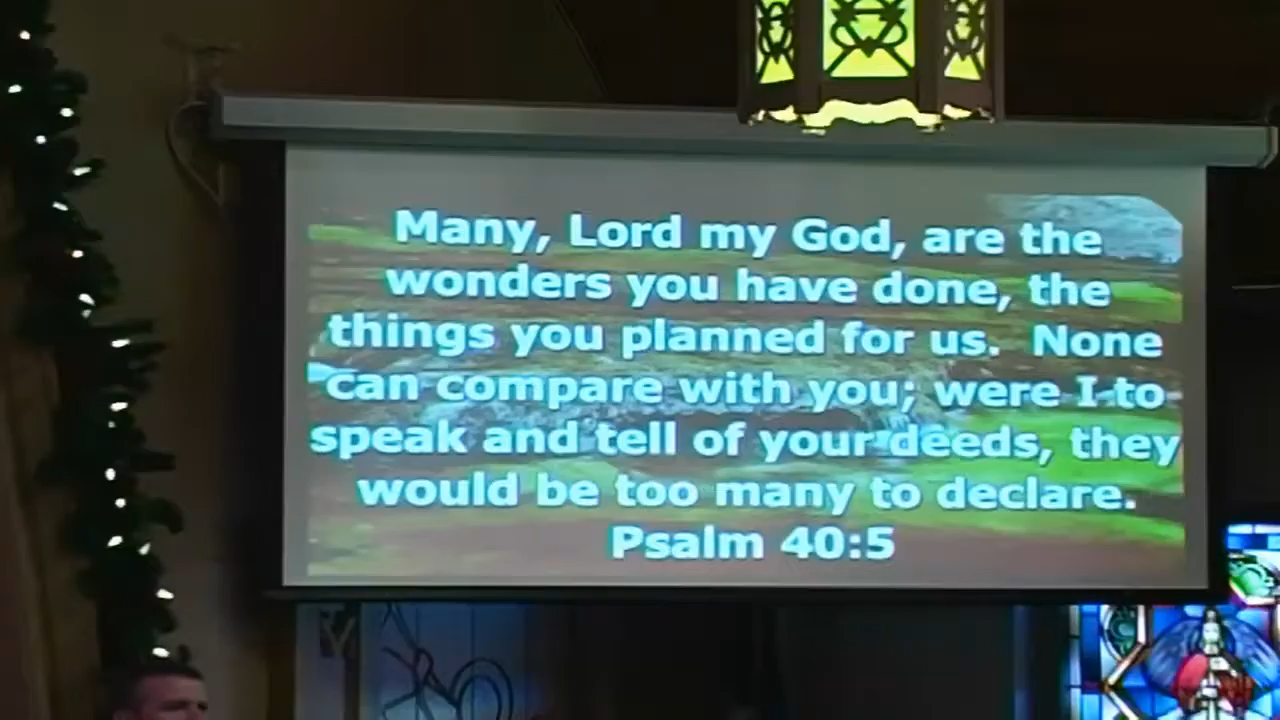 Many, Lord my God, are the
wonders you have done, the
things you planned for us. None
can compare with you; were I to
speak and tell of your deeds, they
would be too many to declare.
Psalm 40:5